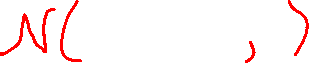 N( , )